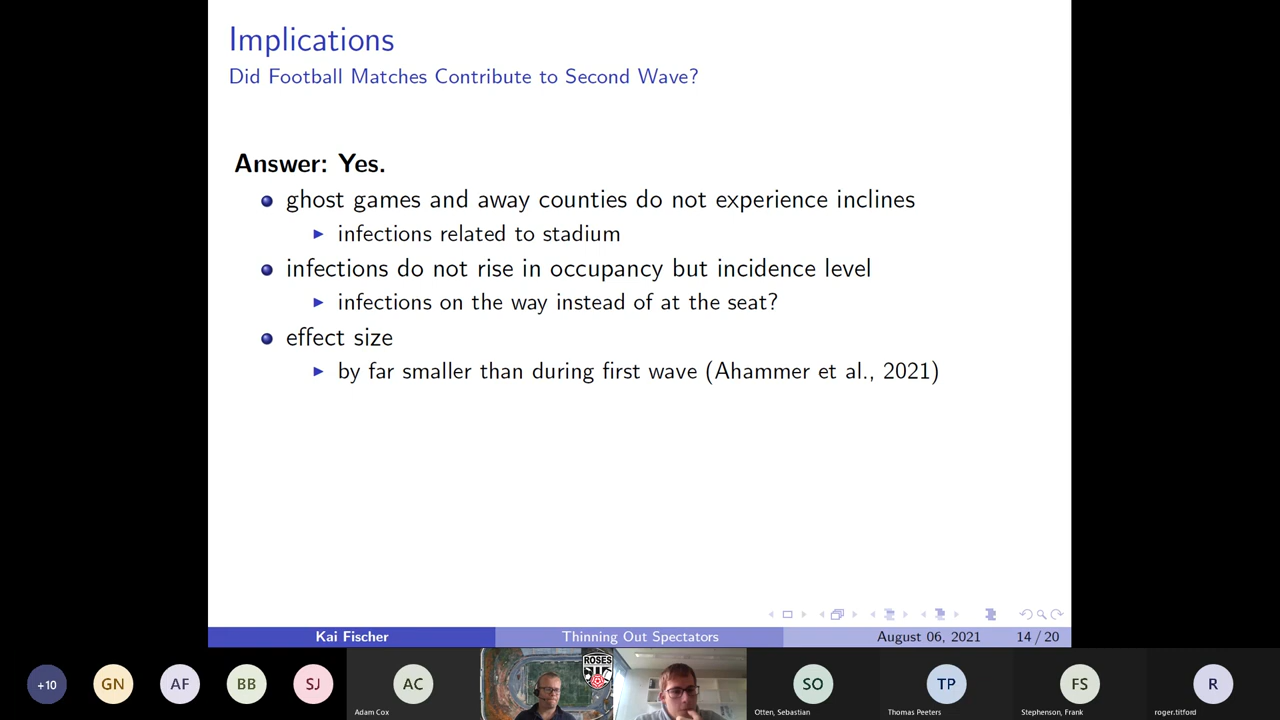 Implications
Did Football Matches Contribute to Second Wave?
Answer: Yes.
ghost games and away counties do not experience inclines
infections related to stadium
infections do not rise in occupancy but incidence level
infections on the way instead of at the seat?
effect size
by far smaller than during first wave (Ahammer et al., 2021)
Kai Fischer
Thinning Out Spectators
August 06, 2021
14 / 20
+10
GN
AF
BB
SJ
AC
Adam Cox
ROSES
SO
Otten, Sebastian
TP
Thomas Peeters
FS
Stephenson, Frank
R
roger.titford